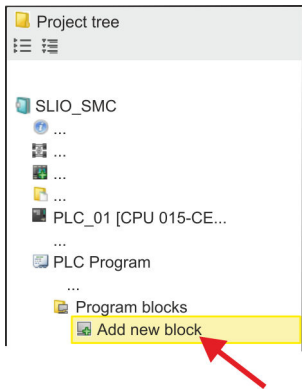 Project tree
SLIO_SMC
...
...
...
...
PLC_01 [CPU 015-CE...
...
PLC Program
...
Program blocks
Add new block